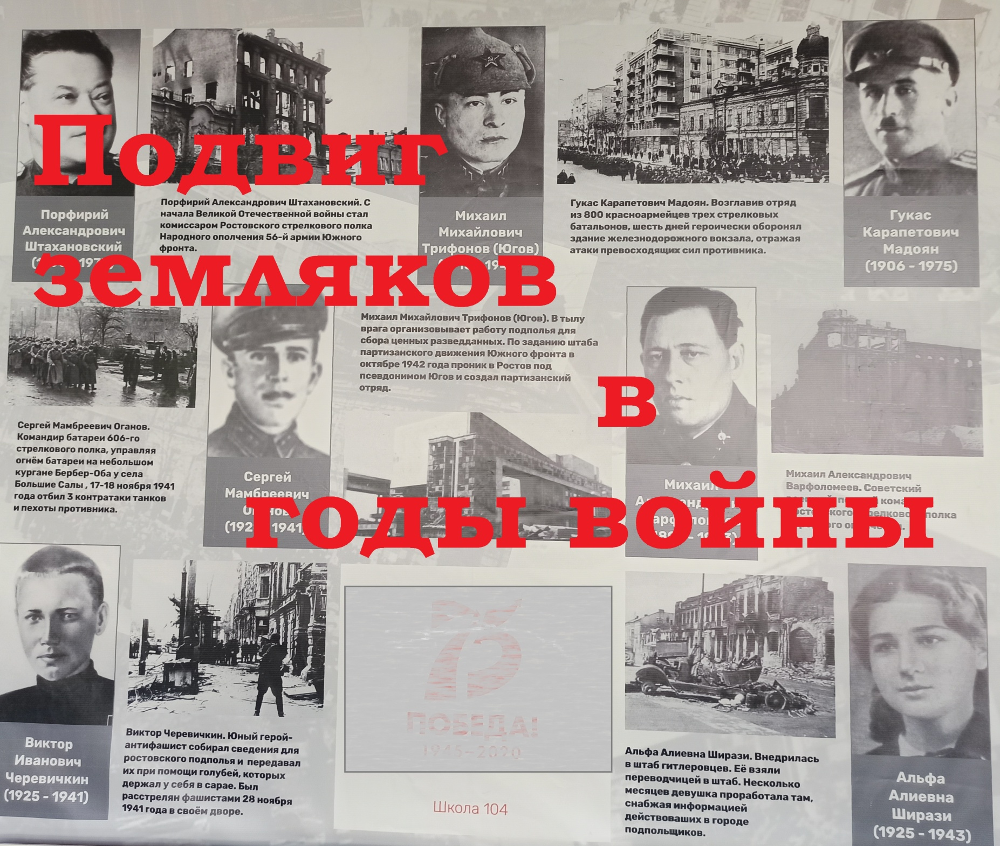 Подвиг
земляков
в
годы войны
Порфирий
Александрович
Штахановский
Порфирий Александрович Штахановский. С
начала Великой Отечественной войны стал
комиссаром Ростовского стрелкового полка
Народного ополчения 56-й армии Южного
фронта.
Михаил
Михайлович
Трифонов (Югов)
Гукас Карапетович Мадоян. Возглавив отряд
из 800 красноармейцев трех стрелковых
батальонов, шесть дней героически оборонял
здание железнодорожного вокзала, отражая
атаки превосходящих сил противника.
Гукас
Карапетович
Мадоян
(1906 - 1975)
Сергей Мамбреевич Оганов.
Командир батареи 606-го
стрелкового полка, управляя
огнём батареи на небольшом
кургане Бербер-Оба у села
Большие Салы , 17-18 ноября 1941
года отбил 3 контратаки танков
и пехоты противника.
Сергей
Мамбреевич
1941)
Михаил Михайлович Трифонов (Югов). В тылу
врага организовывает работу подполья для
сбора ценных разведданных. По заданию штаба
партизанского движения Южного фронта в
октябре 1942 года проник в Ростов под
псевдонимом Югов и создал партизанский
отряд.
Михаил
Михаил Александрович
Варфоломеев. Советский
полка
Виктор
Иванович
Черевичкин
(1925 - 1941)
Виктор Черевичкин. Юный герой-
антифашист собирал сведения для
ростовского подполья и передавал
их при помощи голубей, которых
держал у себя в сарае. Был
расстрелян фашистами 28 ноября
1941 года в своём дворе.
ПОБЕДА!
1945–2020
Школа 104
Альфа Алиевна Ширази. Внедрилась
в штаб гитлеровцев. Её взяли
переводчицей в штаб. Несколько
месяцев девушка проработала там,
снабжая информацией
действоваших в городе
подпольщиков.
Альфа
Алиевна
Ширази
(1925 - 1943)